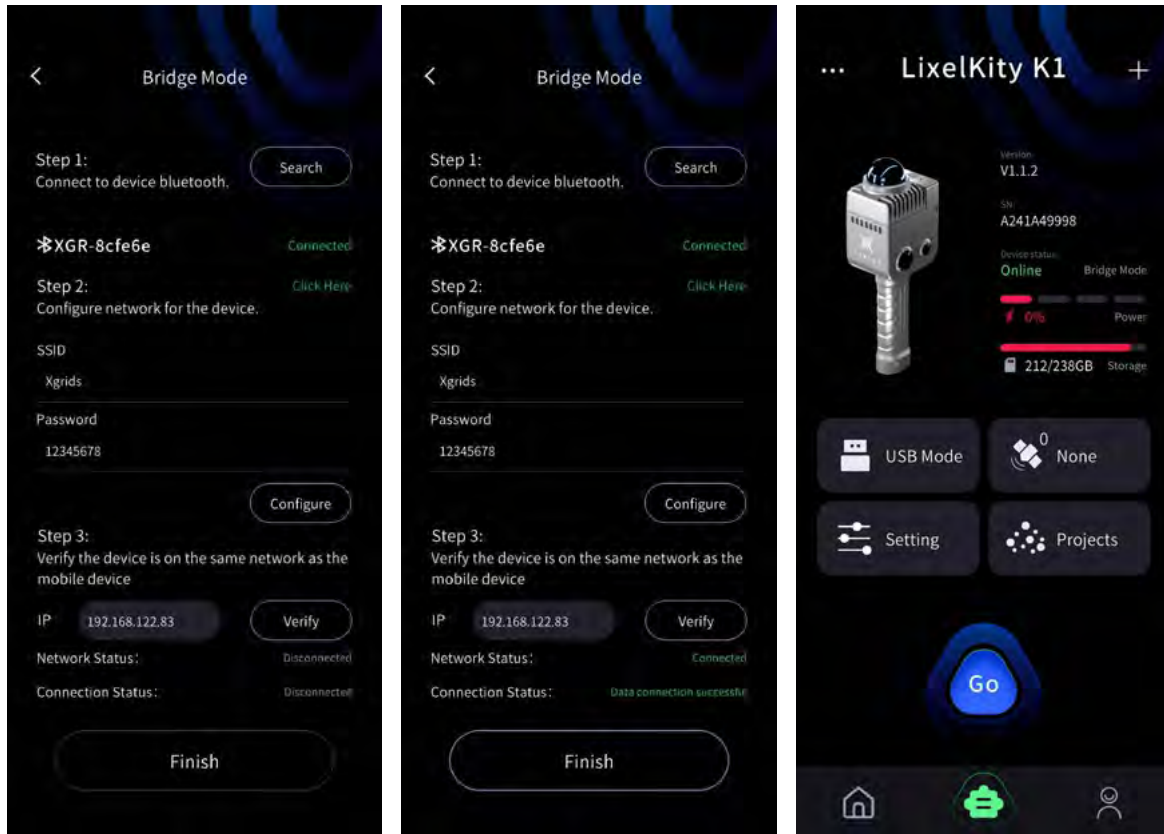 Bridge Mode
Step 1:
Connect to device bluetooth.
Search
XGR-8cfe6e
Connected
Step 2:
Click Here
Configure network for the device.
SSID
Xgrids
Password
12345678
Configure
Step 3:
Verify the device is on the same network as the
mobile device
IP
192.168.122.83
Verify
Network Status:
Disconnected
Connection Status:
Disconnected
Finish
Bridge Mode
Step 1:
Connect to device bluetooth.
Search
XGR-8cfe6e
Connected
Step 2:
Click Here
Configure network for the device.
SSID
Xgrids
Password
12345678
Configure
Step 3:
Verify the device is on the same network as the
mobile device
IP
192.168.122.83
Verify
Network Status:
Connected
Connection Status:
Data connection successfu
Finish
LixelKity K1
Version:
V1.1.2
SN:
A241A49998
Device status:
Online
Bridge Mode
0%
Power
212/238GB
Storage
USB Mode
0
None
Setting
Projects
Go